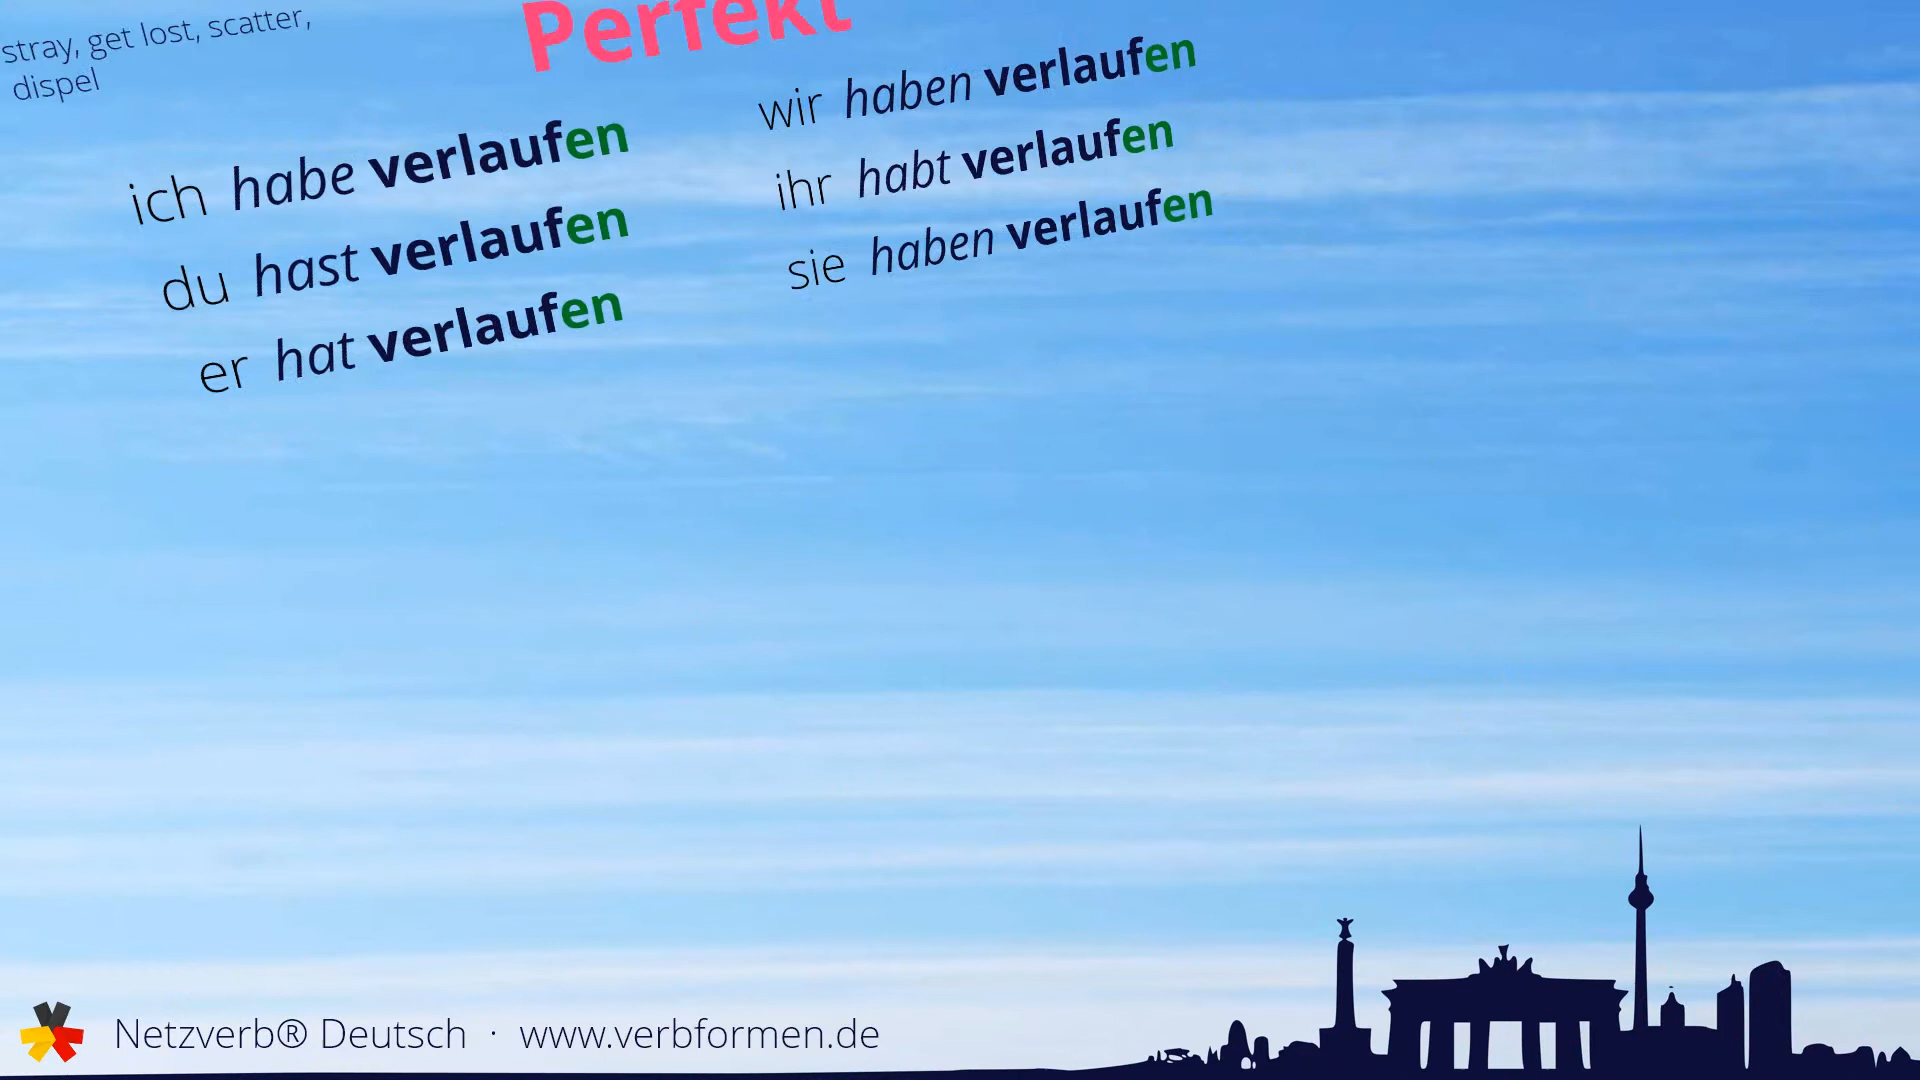 stray, get lost, scatter,
dispel
Perfekt
ich habe verlaufen
du hast verlaufen
er hat verlaufen
wir haben verlaufen
ihr habt verlaufen
sie haben verlaufen
Netzverb® Deutsch · www.verbformen.de